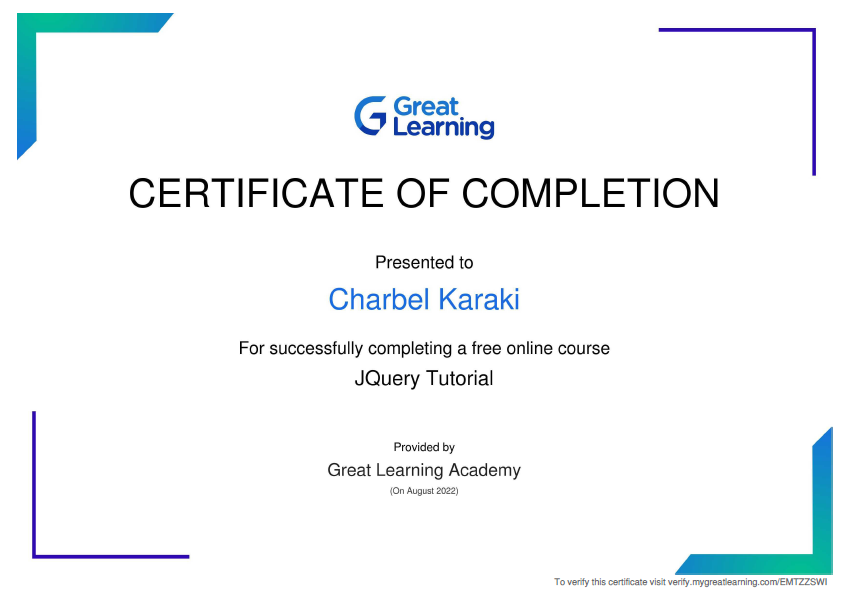 Great
Learning
CERTIFICATE OF COMPLETION
Presented to
Charbel Karaki
For successfully completing a free online course
JQuery Tutorial
Provided by
Great Learning Academy
(On August 2022)
To verify this certificate visit verify.mygreatlearning.com/EMTZZSWI